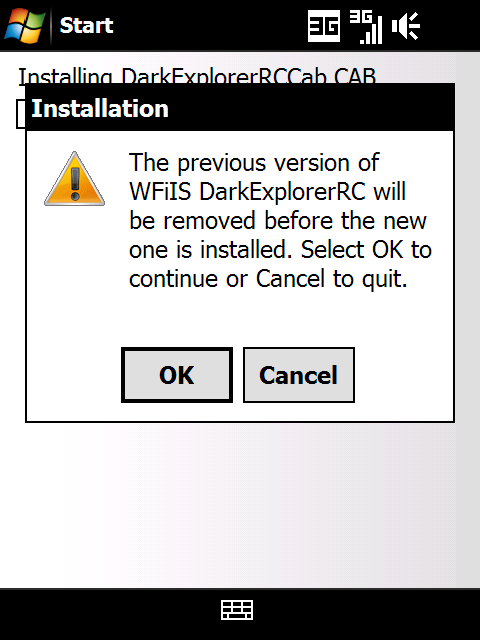 Start
3G
3G
Installing DarkExplorerRCCab.CAB
Installation
The previous version of
WFiIS DarkExplorerRC will
be removed before the new
one is installed. Select OK to
continue or Cancel to quit.
OK
Cancel